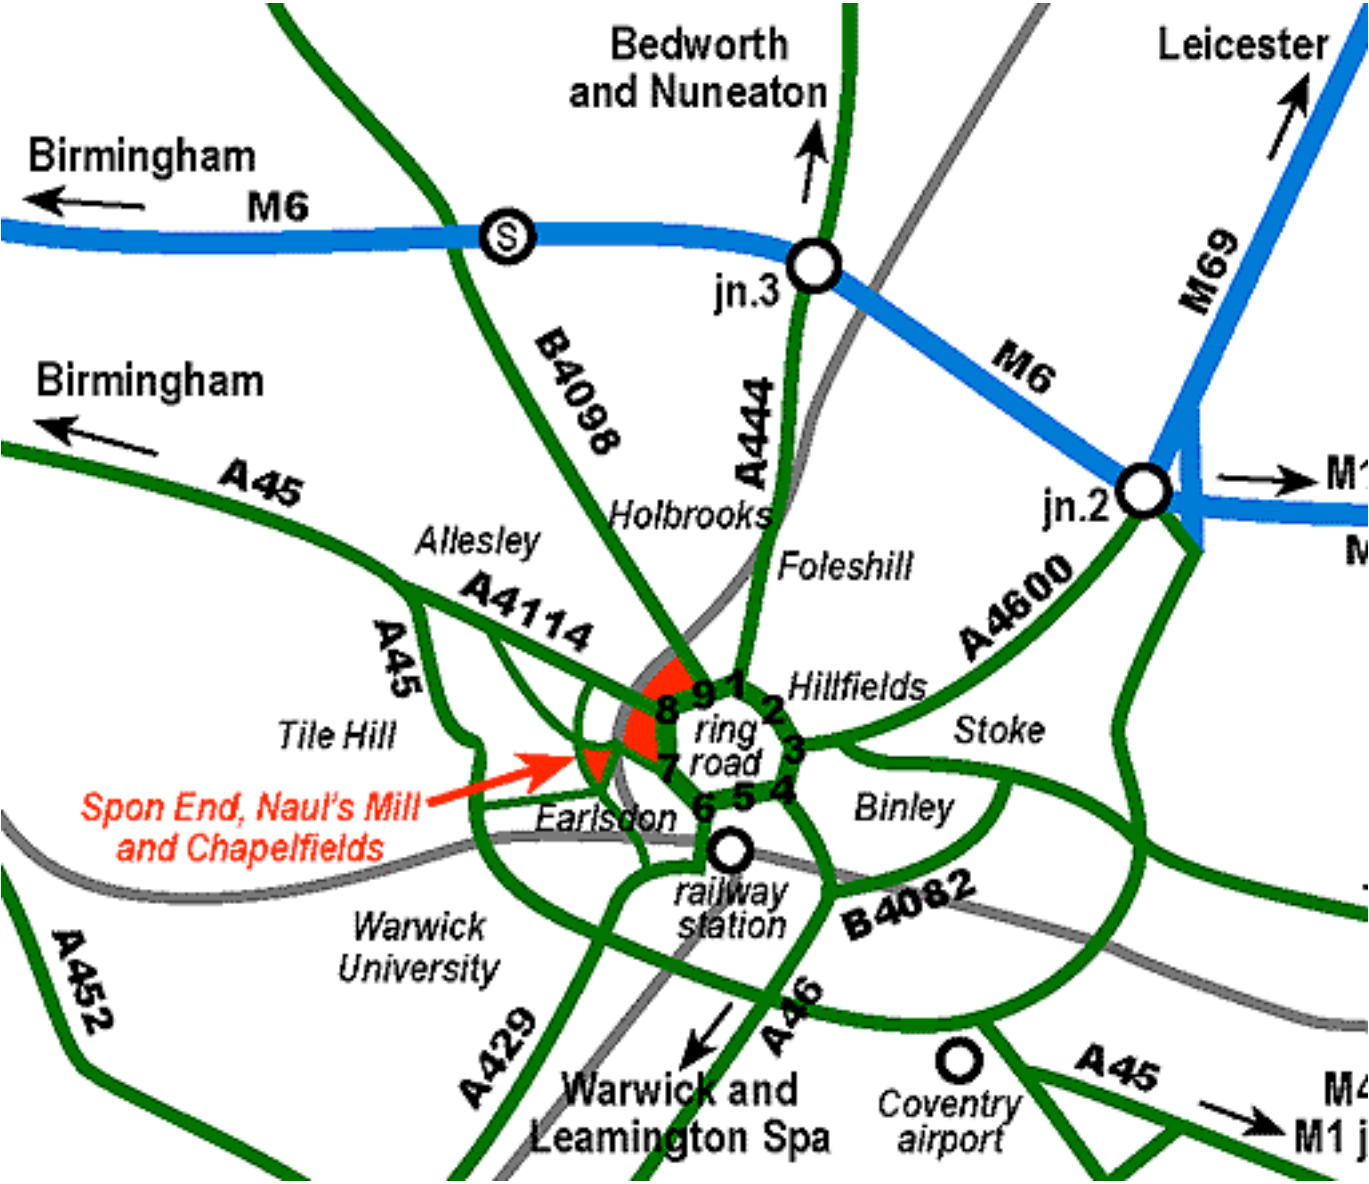 Bedworth
and Nuneaton
Leicester
Birmingham
M6
S
jn.3
M69
M6
B4098
A444
Birmingham
A45
jn.2
Holbrooks
Allesley
Foleshill
A4114
A4600
A45
Hillfields
9
1
2
8
ring
road
3
7
6
5
4
Tile Hill
Stoke
Spon End, Naul's Mill
and Chapelfields
Earlsdon
Binley
railway
station
B4082
Warwick
University
A452
A429
A46
Warwick and
Leamington Spa
Coventry
airport
A45